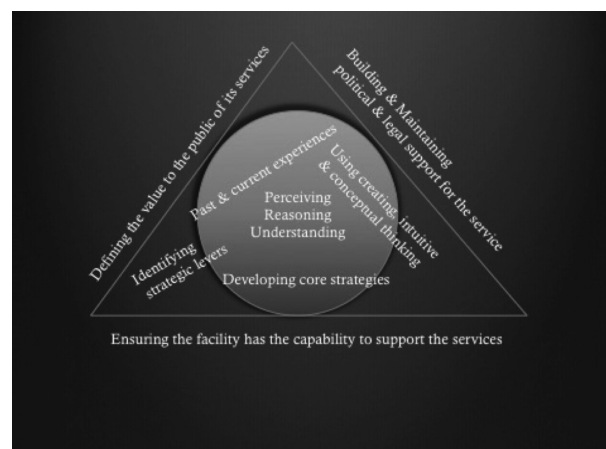 Defining the value to the public of its services
Building & Maintaining
political & legal support for the service
Past & current experiences
Using creating, intuitive
& conceptual thinking
Perceiving
Reasoning
Understanding
Identifying
strategic levers
Developing core strategies
Ensuring the facility has the capability to support the services